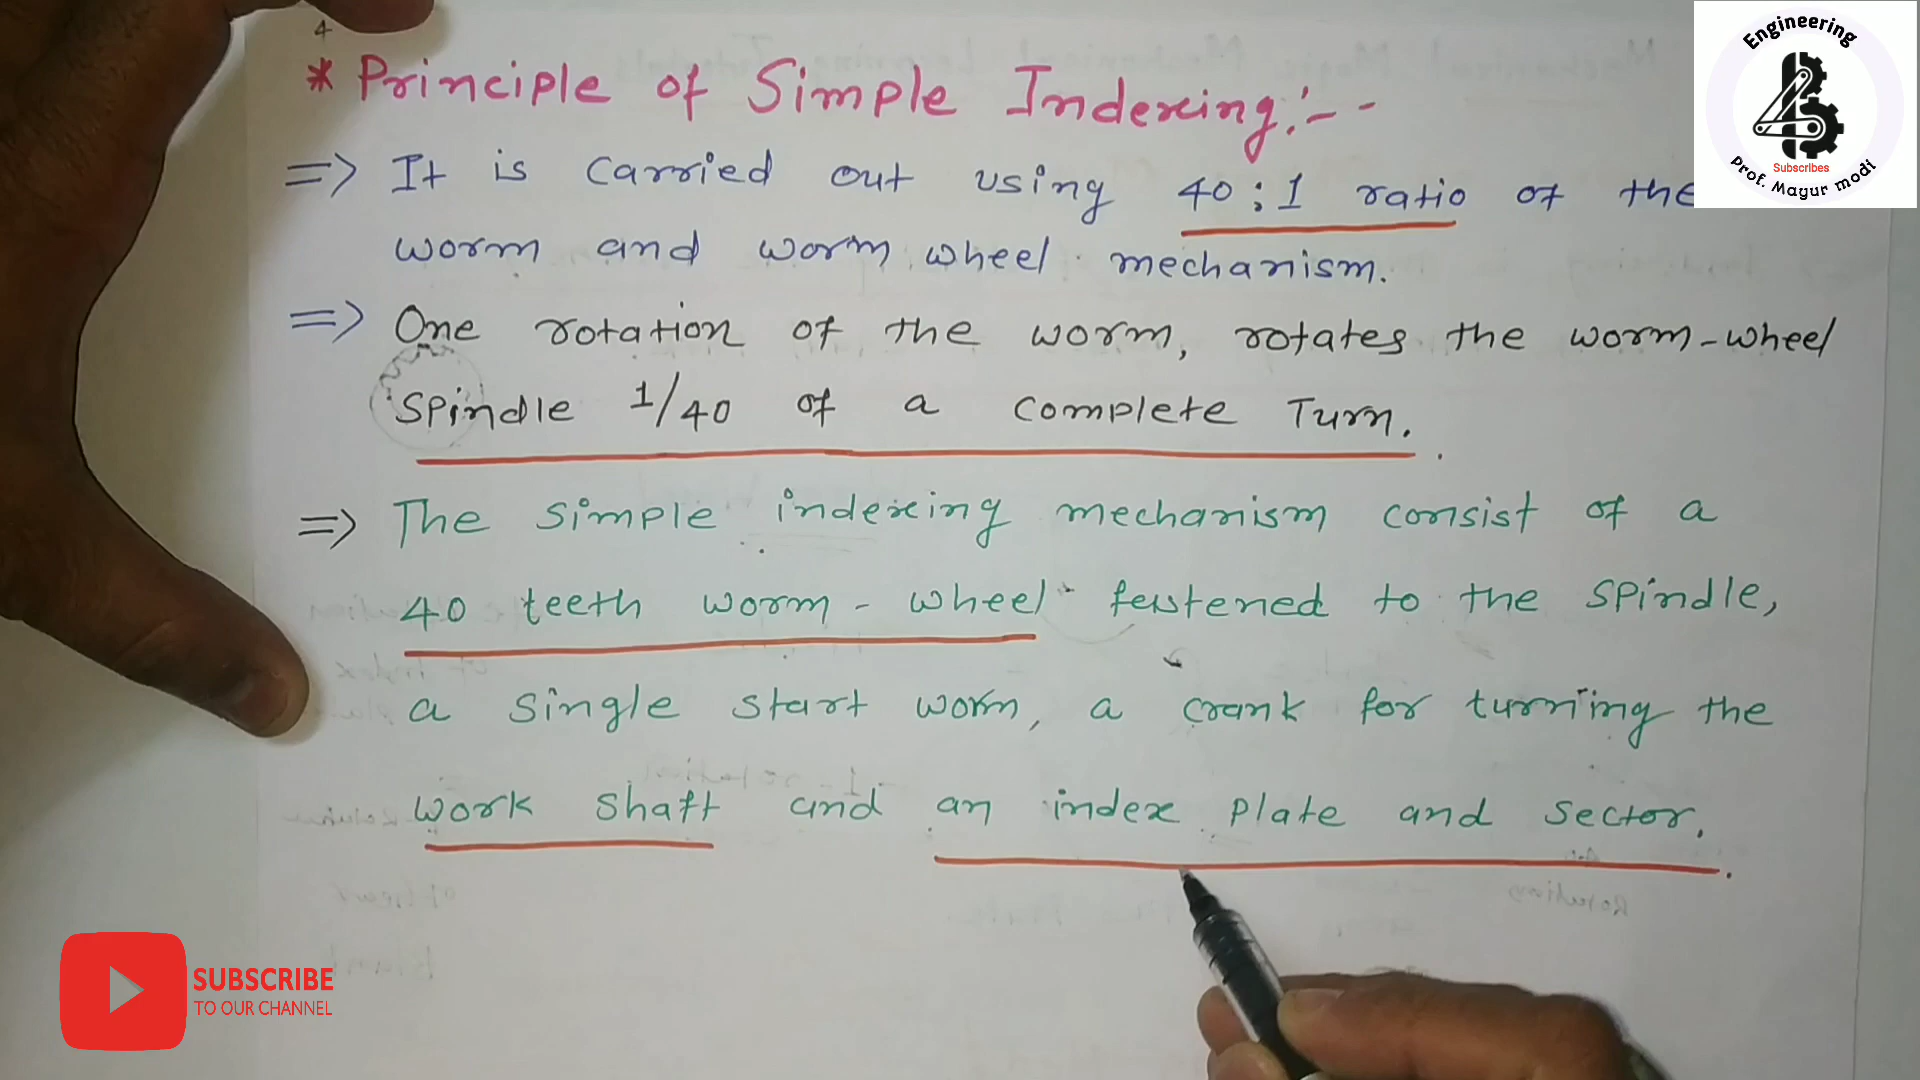 4
* Principle of Simple Indexing:--
=> It is carried out using 40:1 ratio of the
worm and worm wheel mechanism.
=> One rotation of the worm, rotates the worm-wheel
spindle 1/40 of a complete Turn.
=> The simple indexing mechanism consist of a
40 teeth worm-wheel fastened to the spindle,
a single start worm, a crank for turning the
work shaft and an index plate and sector.
Engineering
Subscribes
Prof. Mayur modi
SUBSCRIBE
TO OUR CHANNEL